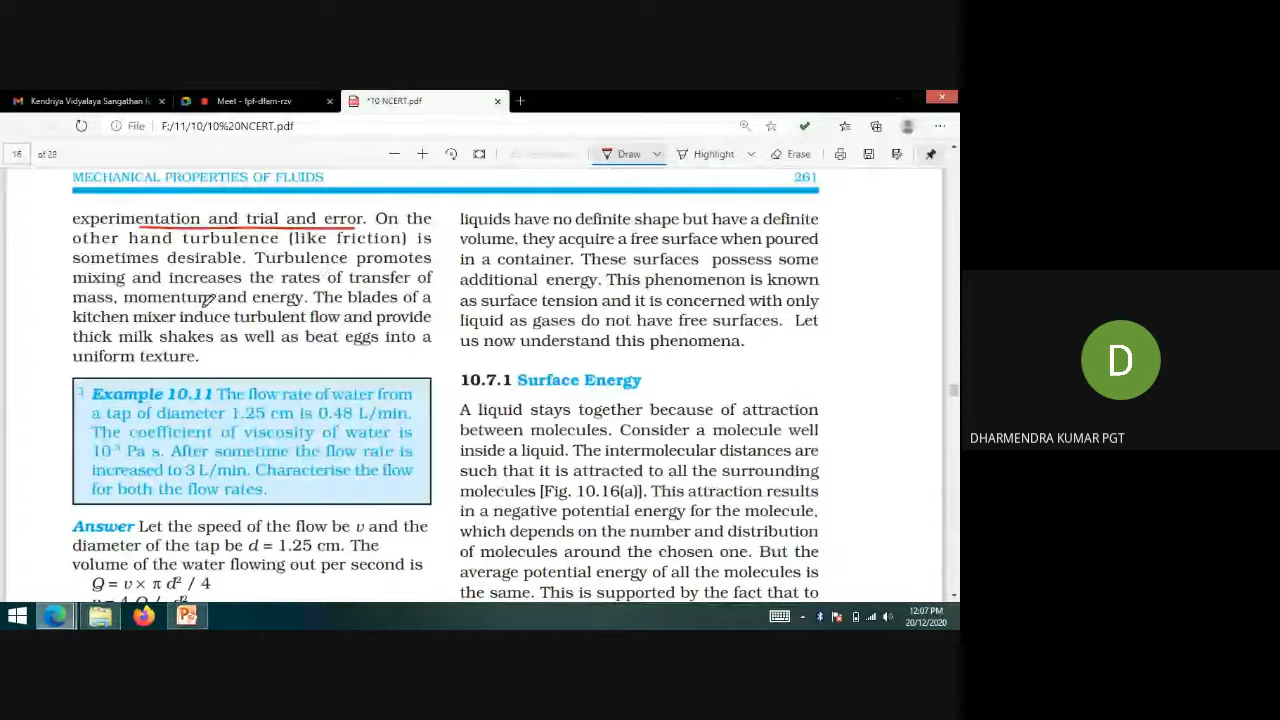 Kendriya Vidyalaya Sangathan
Meet - fpf-dfam-rzv
*10 NCERT.pdf
File
F:/11/10/10%20NCERT.pdf
16
of 28
Draw
Highlight
Erase
MECHANICAL PROPERTIES OF FLUIDS
261
experimentation and trial and error. On the
other hand turbulence (like friction) is
sometimes desirable. Turbulence promotes
mixing and increases the rates of transfer of
mass, momentum and energy. The blades of a
kitchen mixer induce turbulent flow and provide
thick milk shakes as well as beat eggs into a
uniform texture.
Example 10.11 The flow rate of water from
a tap of diameter 1.25 cm is 0.48 L/min.
The coefficient of viscosity of water is
10⁻³ Pa s. After sometime the flow rate is
increased to 3 L/min. Characterise the flow
for both the flow rates.
Answer Let the speed of the flow be v and the
diameter of the tap be d = 1.25 cm. The
volume of the water flowing out per second is
Q = v × π d² / 4
liquids have no definite shape but have a definite
volume, they acquire a free surface when poured
in a container. These surfaces possess some
additional energy. This phenomenon is known
as surface tension and it is concerned with only
liquid as gases do not have free surfaces. Let
us now understand this phenomena.
10.7.1 Surface Energy
A liquid stays together because of attraction
between molecules. Consider a molecule well
inside a liquid. The intermolecular distances are
such that it is attracted to all the surrounding
molecules [Fig. 10.16(a)]. This attraction results
in a negative potential energy for the molecule,
which depends on the number and distribution
of molecules around the chosen one. But the
average potential energy of all the molecules is
the same. This is supported by the fact that to
D
DHARMENDRA KUMAR PGT
12:07 PM
20/12/2020